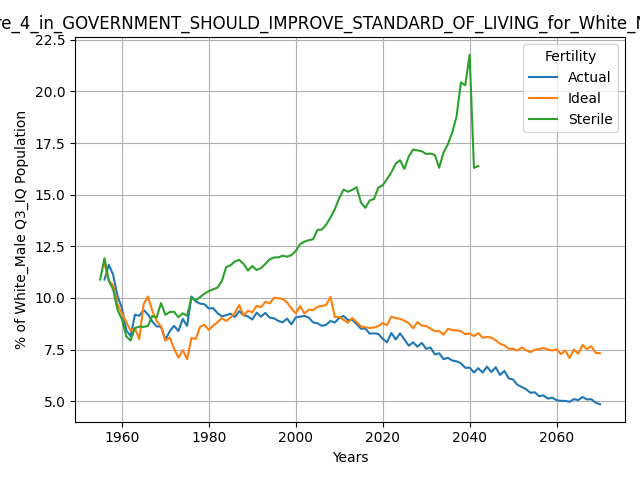 re_4_in_GOVERNMENT_SHOULD_IMPROVE_STANDARD_OF_LIVING_for_White_M
22.5
20.0
17.5
15.0
12.5
10.0
7.5
5.0
% of White_Male Q3_IQ Population
Fertility
Actual
Ideal
Sterile
1960
1980
2000
2020
2040
2060
Years